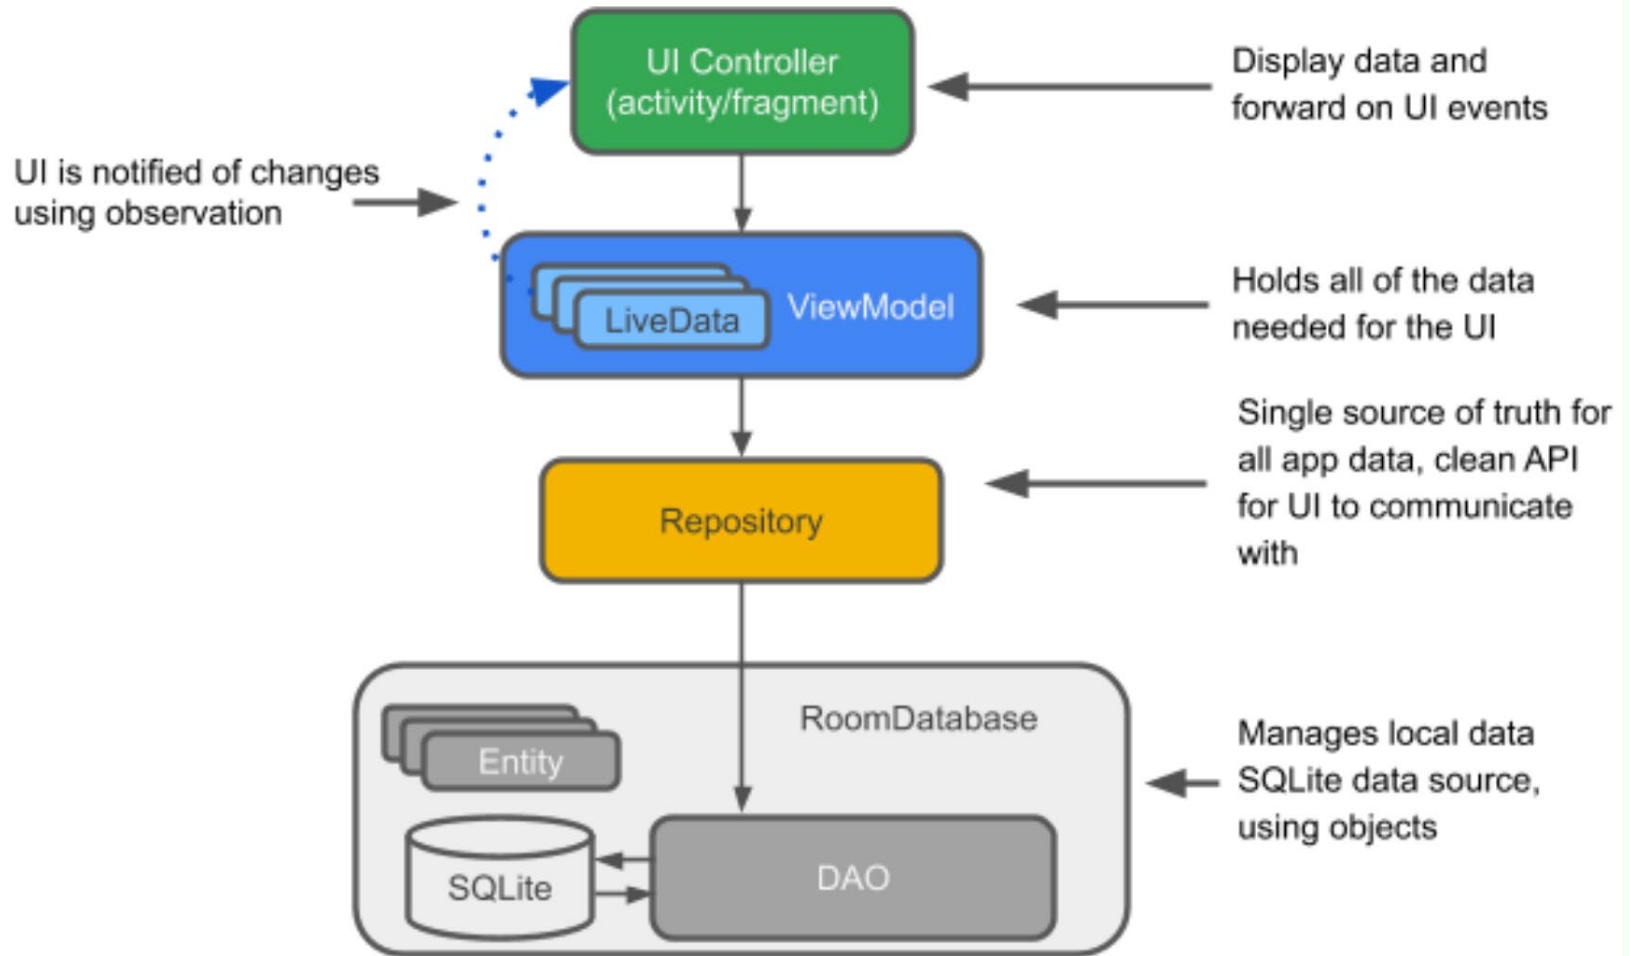 UI Controller
(activity/fragment)
Display data and
forward on UI events
UI is notified of changes
using observation
LiveData
ViewModel
Holds all of the data
needed for the UI
Single source of truth for
all app data, clean API
for UI to communicate
with
Repository
RoomDatabase
Entity
Manages local data
SQLite data source,
using objects
SQLite
DAO